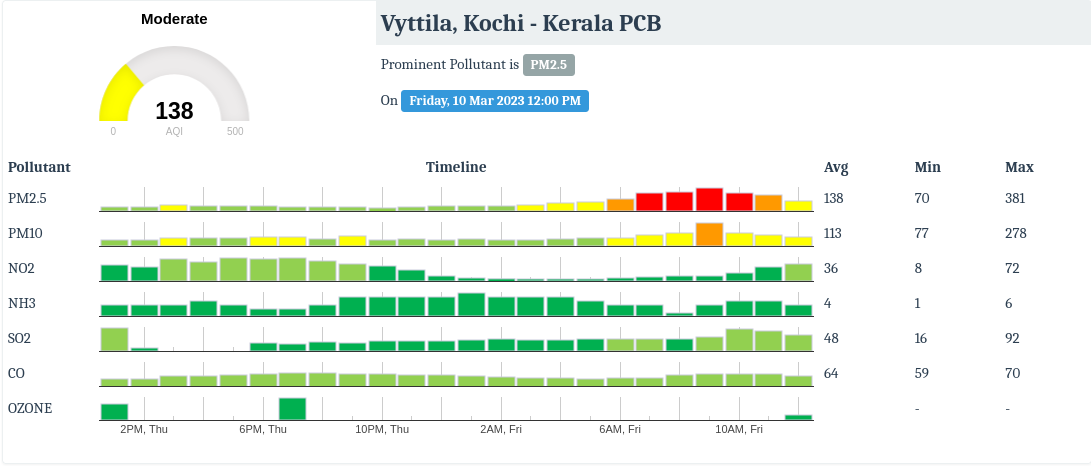 Moderate
138
0 AQI 500
Vyttila, Kochi - Kerala PCB
Prominent Pollutant is PM2.5
On Friday, 10 Mar 2023 12:00 PM
Pollutant Timeline Avg Min Max
PM2.5 138 70 381
PM10 113 77 278
NO2 36 8 72
NH3 4 1 6
SO2 48 16 92
CO 64 59 70
OZONE - -
2PM, Thu 6PM, Thu 10PM, Thu 2AM, Fri 6AM, Fri 10AM, Fri